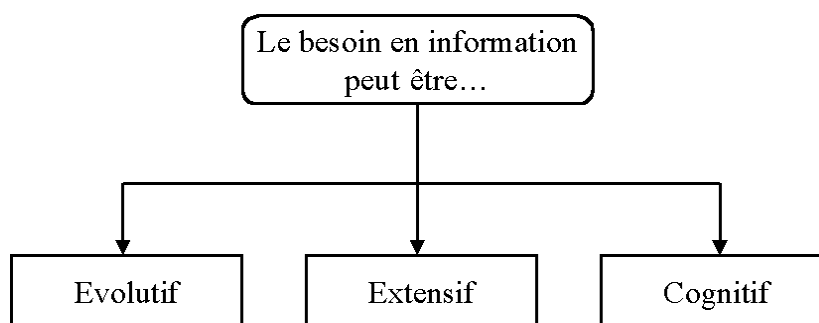 Le besoin en information
peut être…
Evolutif
Extensif
Cognitif